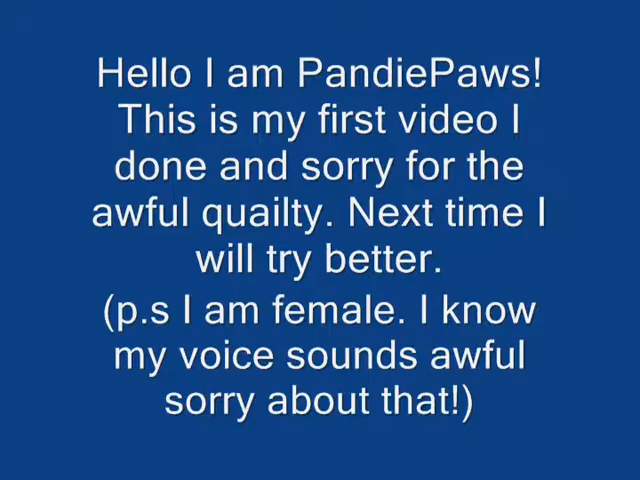 Hello I am PandiePaws!
This is my first video I
done and sorry for the
awful quailty. Next time I
will try better.
(p.s I am female. I know
my voice sounds awful
sorry about that!)